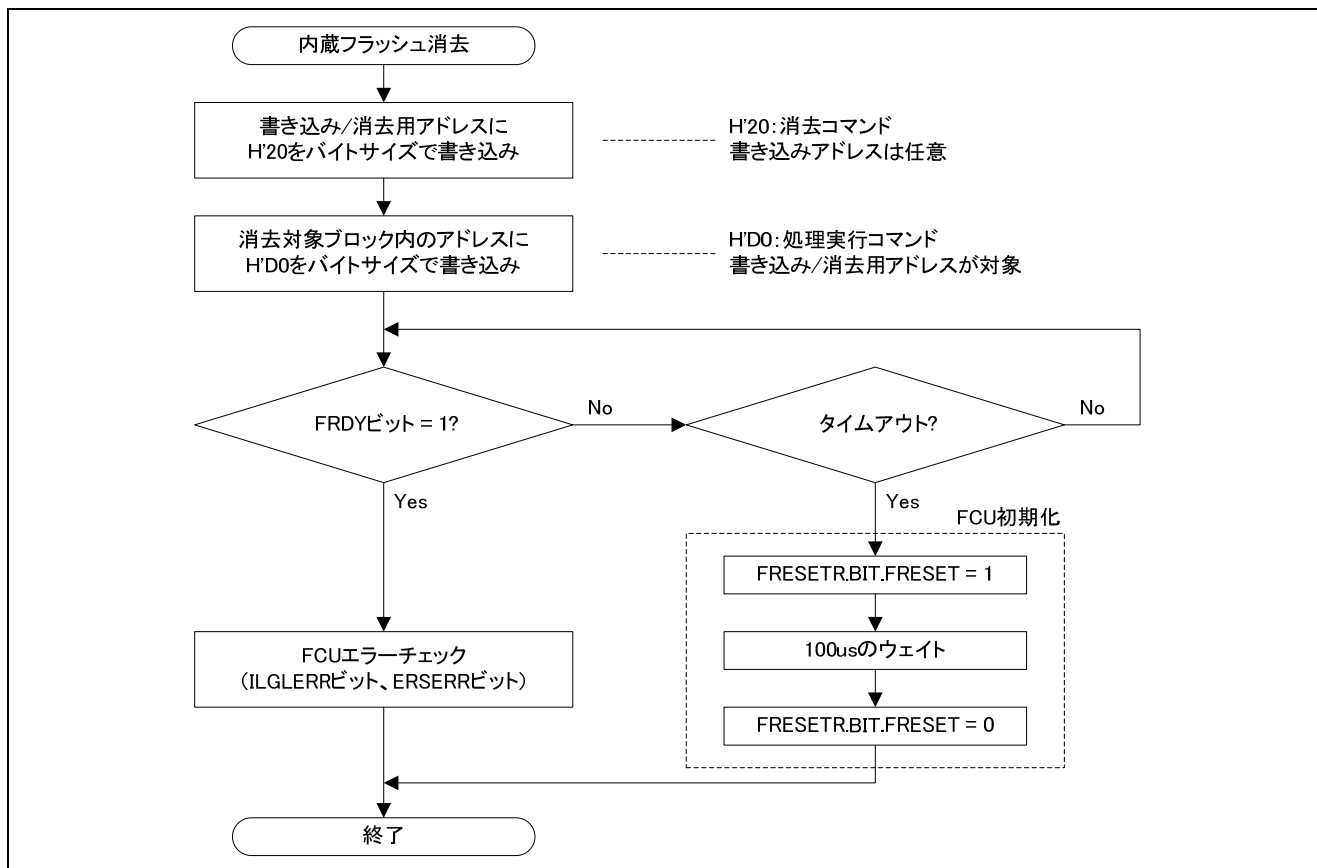 内蔵フラッシュ消去
書き込み/消去用アドレスに
H'20をバイトサイズで書き込み
H'20:消去コマンド
書き込みアドレスは任意
消去対象ブロック内のアドレスに
H'D0をバイトサイズで書き込み
H'D0:処理実行コマンド
書き込み/消去用アドレスが対象
FRDYビット = 1?
No
タイムアウト?
No
Yes
Yes
FCU初期化
FRESETR.BIT.FRESET = 1
100usのウェイト
FRESETR.BIT.FRESET = 0
FCUエラーチェック
(ILGLERRビット、ERSERRビット)
終了